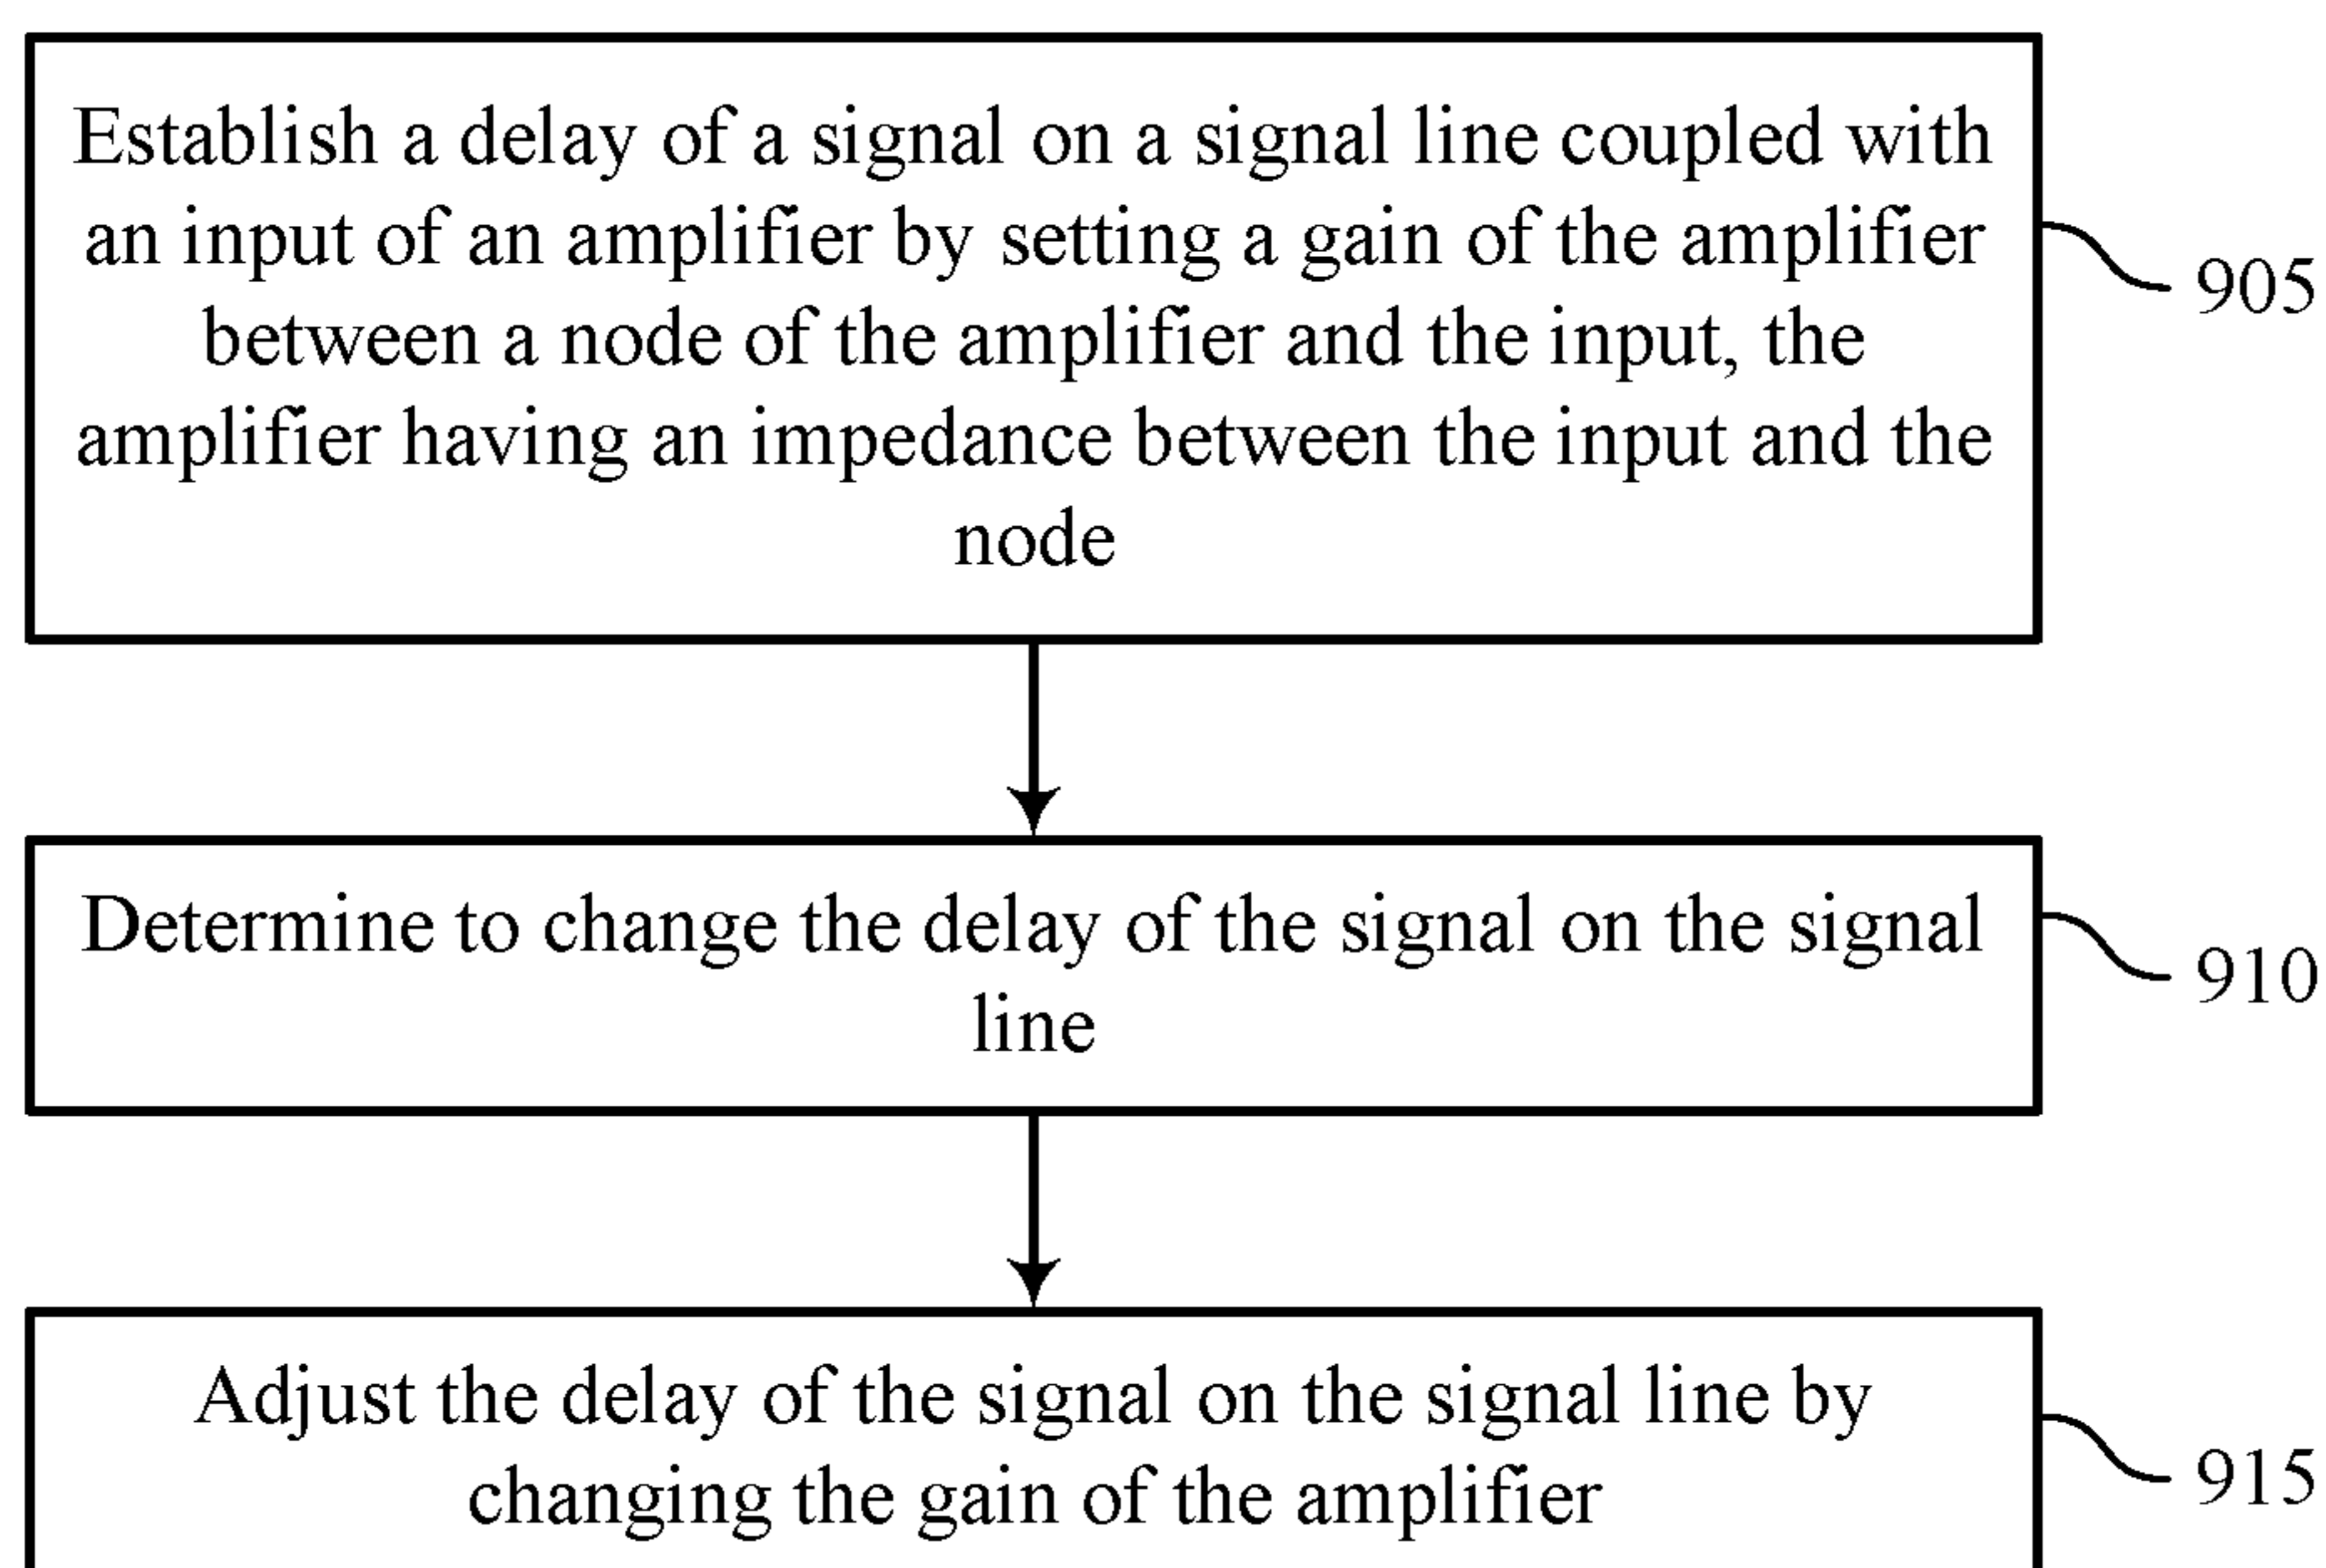 Establish a delay of a signal on a signal line coupled with
an input of an amplifier by setting a gain of the amplifier
between a node of the amplifier and the input, the
amplifier having an impedance between the input and the
node
905
Determine to change the delay of the signal on the signal
line
910
Adjust the delay of the signal on the signal line by
changing the gain of the amplifier
915